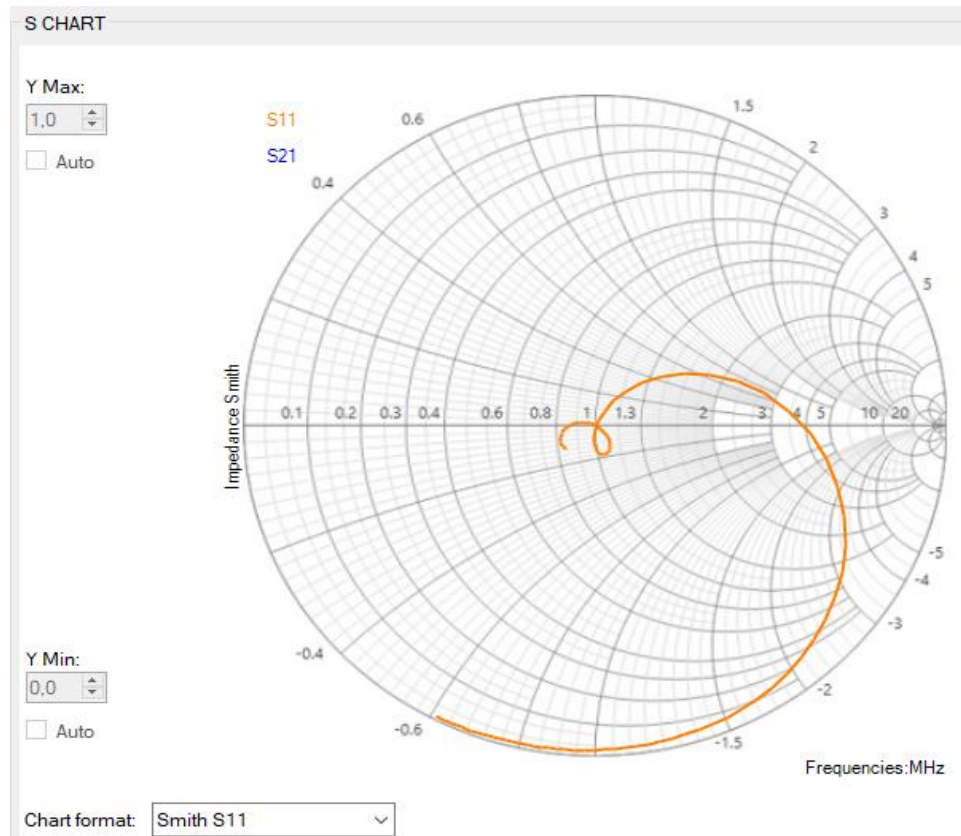 S CHART
Y Max:
1,0
Auto
S11
S21
0.4
0.6
1.5
2
3
4
5
Impedance Smith
0.1 0.2 0.3 0.4 0.6 0.8 1 1.3 2 3 4 5 10 20
-5
-4
-3
-2
-1.5
-0.4
-0.6
Y Min:
0,0
Auto
Frequencies:MHz
Chart format: Smith S11